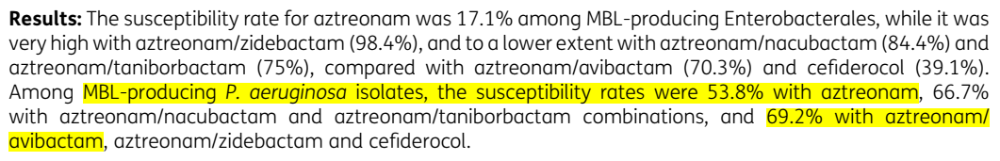 Results: The susceptibility rate for aztreonam was 17.1% among MBL-producing Enterobacterales, while it was
very high with aztreonam/zidebactam (98.4%), and to a lower extent with aztreonam/nacubactam (84.4%) and
aztreonam/taniborbactam (75%), compared with aztreonam/avibactam (70.3%) and cefiderocol (39.1%).
Among MBL-producing P. aeruginosa isolates, the susceptibility rates were 53.8% with aztreonam, 66.7%
with aztreonam/nacubactam and aztreonam/taniborbactam combinations, and 69.2% with aztreonam/
avibactam, aztreonam/zidebactam and cefiderocol.